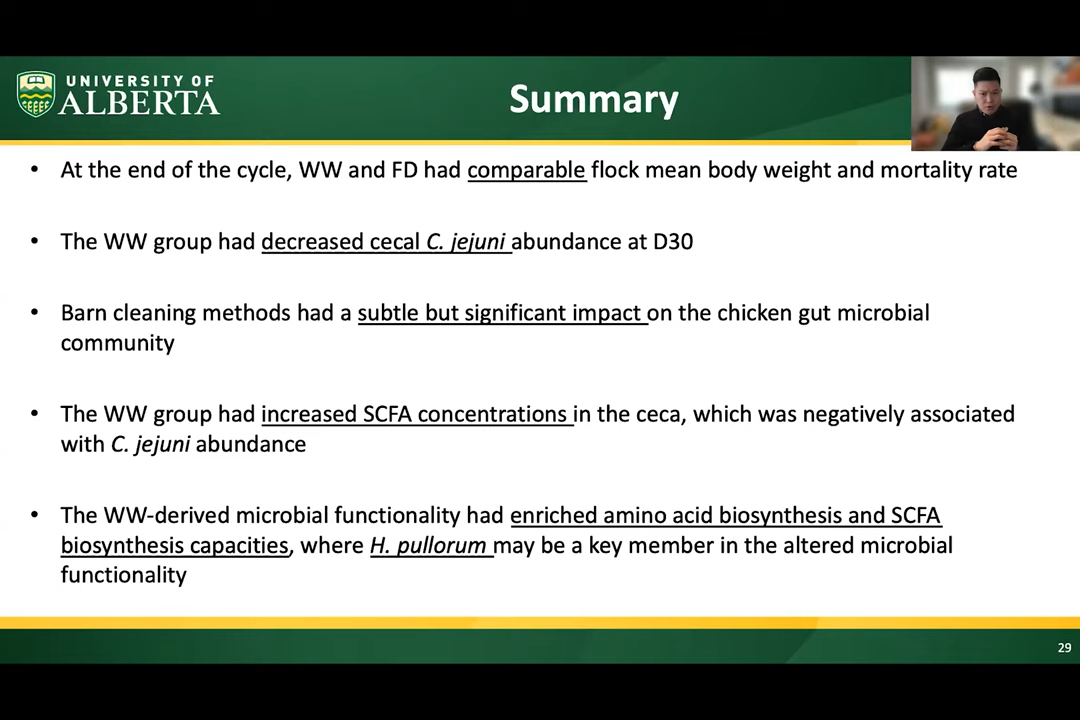 UNIVERSITY OF
ALBERTA
Summary
• At the end of the cycle, WW and FD had comparable flock mean body weight and mortality rate
• The WW group had decreased cecal C. jejuni abundance at D30
• Barn cleaning methods had a subtle but significant impact on the chicken gut microbial
community
• The WW group had increased SCFA concentrations in the ceca, which was negatively associated
with C. jejuni abundance
• The WW-derived microbial functionality had enriched amino acid biosynthesis and SCFA
biosynthesis capacities, where H. pullorum may be a key member in the altered microbial
functionality
29